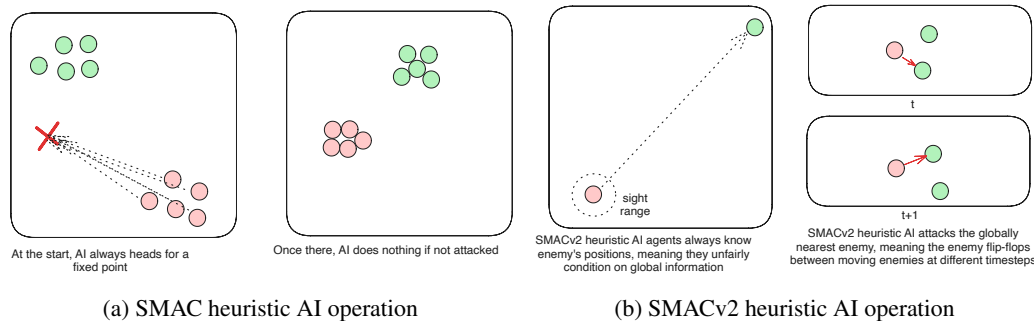 At the start, AI always heads for a
fixed point
Once there, AI does nothing if not attacked
sight
range
SMACv2 heuristic AI agents always know
enemy's positions, meaning they unfairly
condition on global information
t
t+1
SMACv2 heuristic AI attacks the globally
nearest enemy, meaning the enemy flip-flops
between moving enemies at different timesteps
(a) SMAC heuristic AI operation
(b) SMACv2 heuristic AI operation